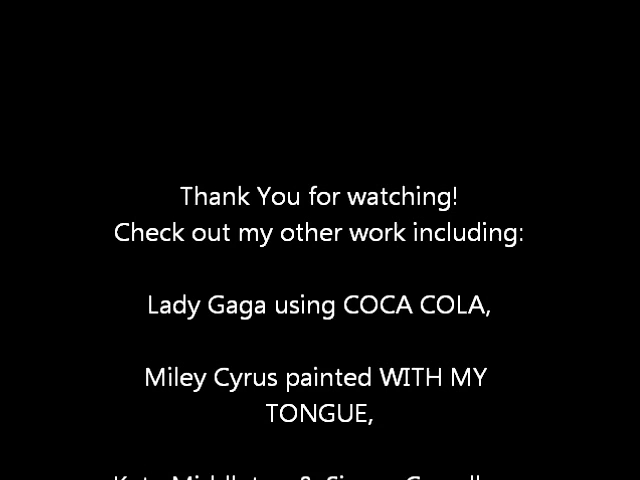 Thank You for watching!
Check out my other work including:
Lady Gaga using COCA COLA,
Miley Cyrus painted WITH MY
TONGUE,